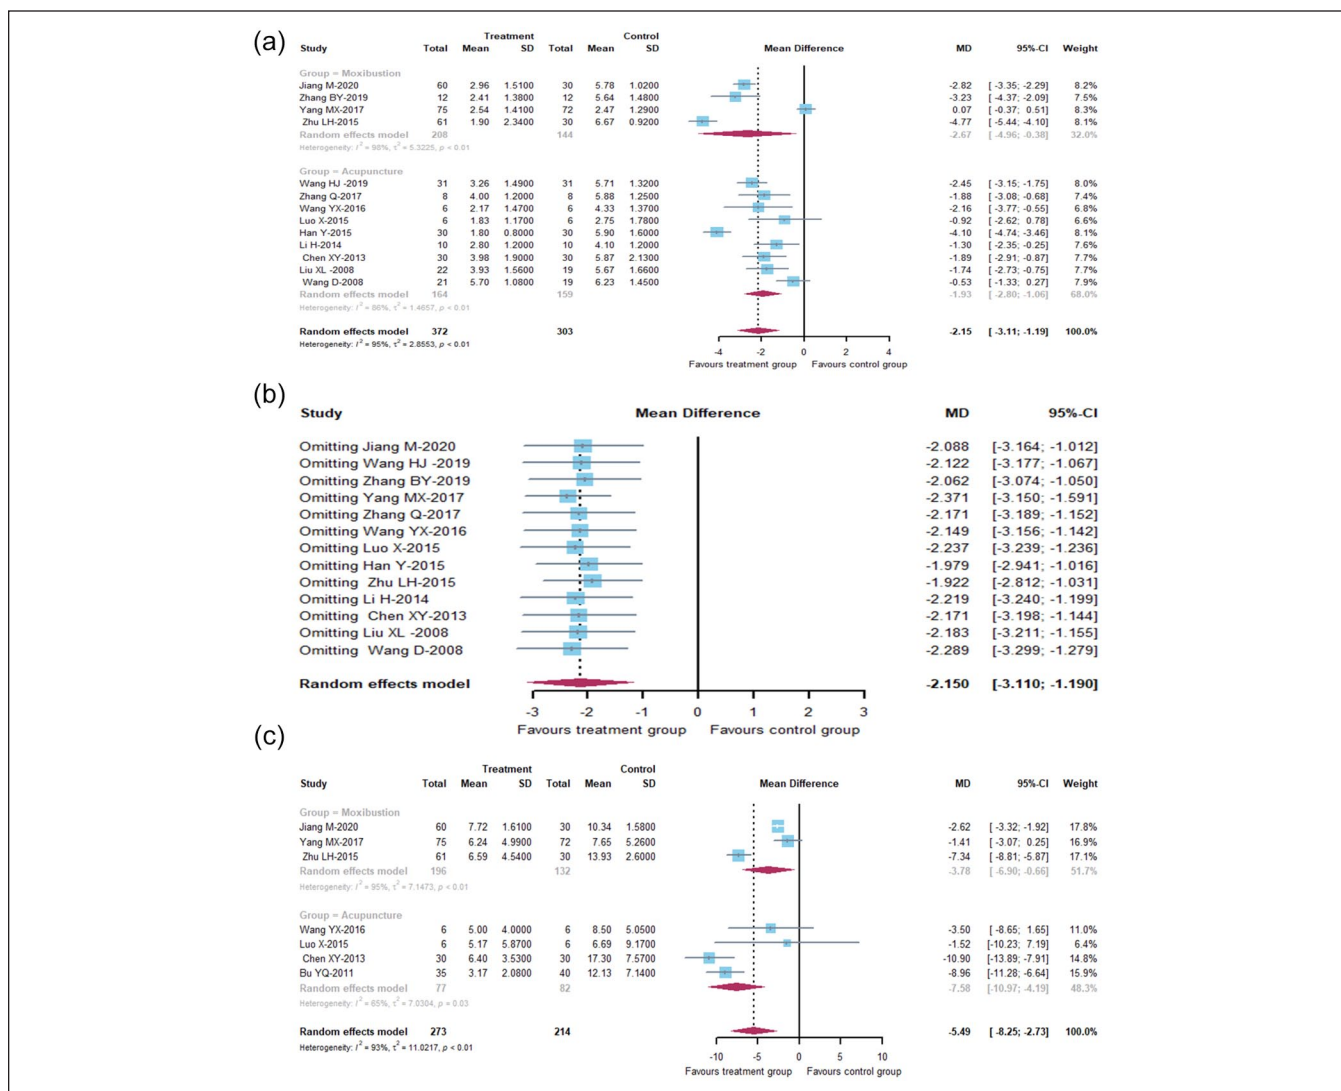 (a)
Treatment Control
Study Total Mean SD Total Mean SD Mean Difference MD 95%-CI Weight
Group = Moxibustion
Jiang M-2020 60 2.96 1.5100 30 5.78 1.0200 -2.82 [ -3.35; -2.29] 8.2%
Zhang BY-2019 12 2.41 1.3800 12 5.64 1.4800 -3.23 [ -4.37; -2.09] 7.5%
Yang MX-2017 75 2.54 1.4100 72 2.47 1.2900 0.07 [ -0.37; 0.51] 8.3%
Zhu LH-2015 61 1.90 2.3400 30 6.67 0.9200 -4.77 [ -5.44; -4.10] 8.1%
Random effects model 208 144 -2.67 [ -4.96; -0.38] 32.0%
Heterogeneity: I² = 98%, τ² = 5.3225, p < 0.01
Group = Acupuncture
Wang HJ -2019 31 3.26 1.4900 31 5.71 1.3200 -2.45 [ -3.15; -1.75] 8.0%
Zhang Q-2017 8 4.00 1.2000 8 5.88 1.2500 -1.88 [ -3.08; -0.68] 7.4%
Wang YX-2016 6 2.17 1.4700 6 4.33 1.3700 -2.16 [ -3.77; -0.55] 6.8%
Luo X-2015 6 1.83 1.1700 6 2.75 1.7800 -0.92 [ -2.62; 0.78] 6.6%
Han Y-2015 30 1.80 0.8000 30 5.90 1.6000 -4.10 [ -4.74; -3.46] 8.1%
Li H-2014 10 2.80 1.2000 10 4.10 1.2000 -1.30 [ -2.35; -0.25] 7.6%
Chen XY-2013 30 3.98 1.9000 30 5.87 2.1300 -1.89 [ -2.91; -0.87] 7.7%
Liu XL -2008 22 3.93 1.5600 19 5.67 1.6600 -1.74 [ -2.73; -0.75] 7.7%
Wang D-2008 21 5.70 1.0800 19 6.23 1.4500 -0.53 [ -1.33; 0.27] 7.9%
Random effects model 164 159 -1.93 [ -2.80; -1.06] 68.0%
Heterogeneity: I² = 86%, τ² = 1.4657, p < 0.01
Random effects model 372 303 -2.15 [ -3.11; -1.19] 100.0%
Heterogeneity: I² = 95%, τ² = 2.8553, p < 0.01
-4 -2 0 2 4
Favours treatment group Favours control group
(b)
Study Mean Difference MD 95%-CI
Omitting Jiang M-2020 -2.088 [-3.164; -1.012]
Omitting Wang HJ -2019 -2.122 [-3.177; -1.067]
Omitting Zhang BY-2019 -2.062 [-3.074; -1.050]
Omitting Yang MX-2017 -2.371 [-3.150; -1.591]
Omitting Zhang Q-2017 -2.171 [-3.189; -1.152]
Omitting Wang YX-2016 -2.149 [-3.156; -1.142]
Omitting Luo X-2015 -2.237 [-3.239; -1.236]
Omitting Han Y-2015 -1.979 [-2.941; -1.016]
Omitting Zhu LH-2015 -1.922 [-2.812; -1.031]
Omitting Li H-2014 -2.219 [-3.240; -1.199]
Omitting Chen XY-2013 -2.171 [-3.198; -1.144]
Omitting Liu XL -2008 -2.183 [-3.211; -1.155]
Omitting Wang D-2008 -2.289 [-3.299; -1.279]
Random effects model -2.150 [-3.110; -1.190]
-3 -2 -1 0 1 2 3
Favours treatment group Favours control group
(c)
Treatment Control
Study Total Mean SD Total Mean SD Mean Difference MD 95%-CI Weight
Group = Moxibustion
Jiang M-2020 60 7.72 1.6100 30 10.34 1.5800 -2.62 [ -3.32; -1.92] 17.8%
Yang MX-2017 75 6.24 4.9900 72 7.65 5.2600 -1.41 [ -3.07; 0.25] 16.9%
Zhu LH-2015 61 6.59 4.5400 30 13.93 2.6000 -7.34 [ -8.81; -5.87] 17.1%
Random effects model 196 132 -3.78 [ -6.90; -0.66] 51.7%
Heterogeneity: I² = 95%, τ² = 7.1473, p < 0.01
Group = Acupuncture
Wang YX-2016 6 5.00 4.0000 6 8.50 5.0500 -3.50 [ -8.65; 1.65] 11.0%
Luo X-2015 6 5.17 5.8700 6 6.69 9.1700 -1.52 [-10.23; 7.19] 6.4%
Chen XY-2013 30 6.40 3.5300 30 17.30 7.5700 -10.90 [-13.89; -7.91] 14.8%
Bu YQ-2011 35 3.17 2.0800 40 12.13 7.1400 -8.96 [-11.28; -6.64] 15.9%
Random effects model 77 82 -7.58 [-10.97; -4.19] 48.3%
Heterogeneity: I² = 65%, τ² = 7.0304, p = 0.03
Random effects model 273 214 -5.49 [ -8.25; -2.73] 100.0%
Heterogeneity: I² = 93%, τ² = 11.0217, p < 0.01
-10 -5 0 5 10
Favours treatment group Favours control group